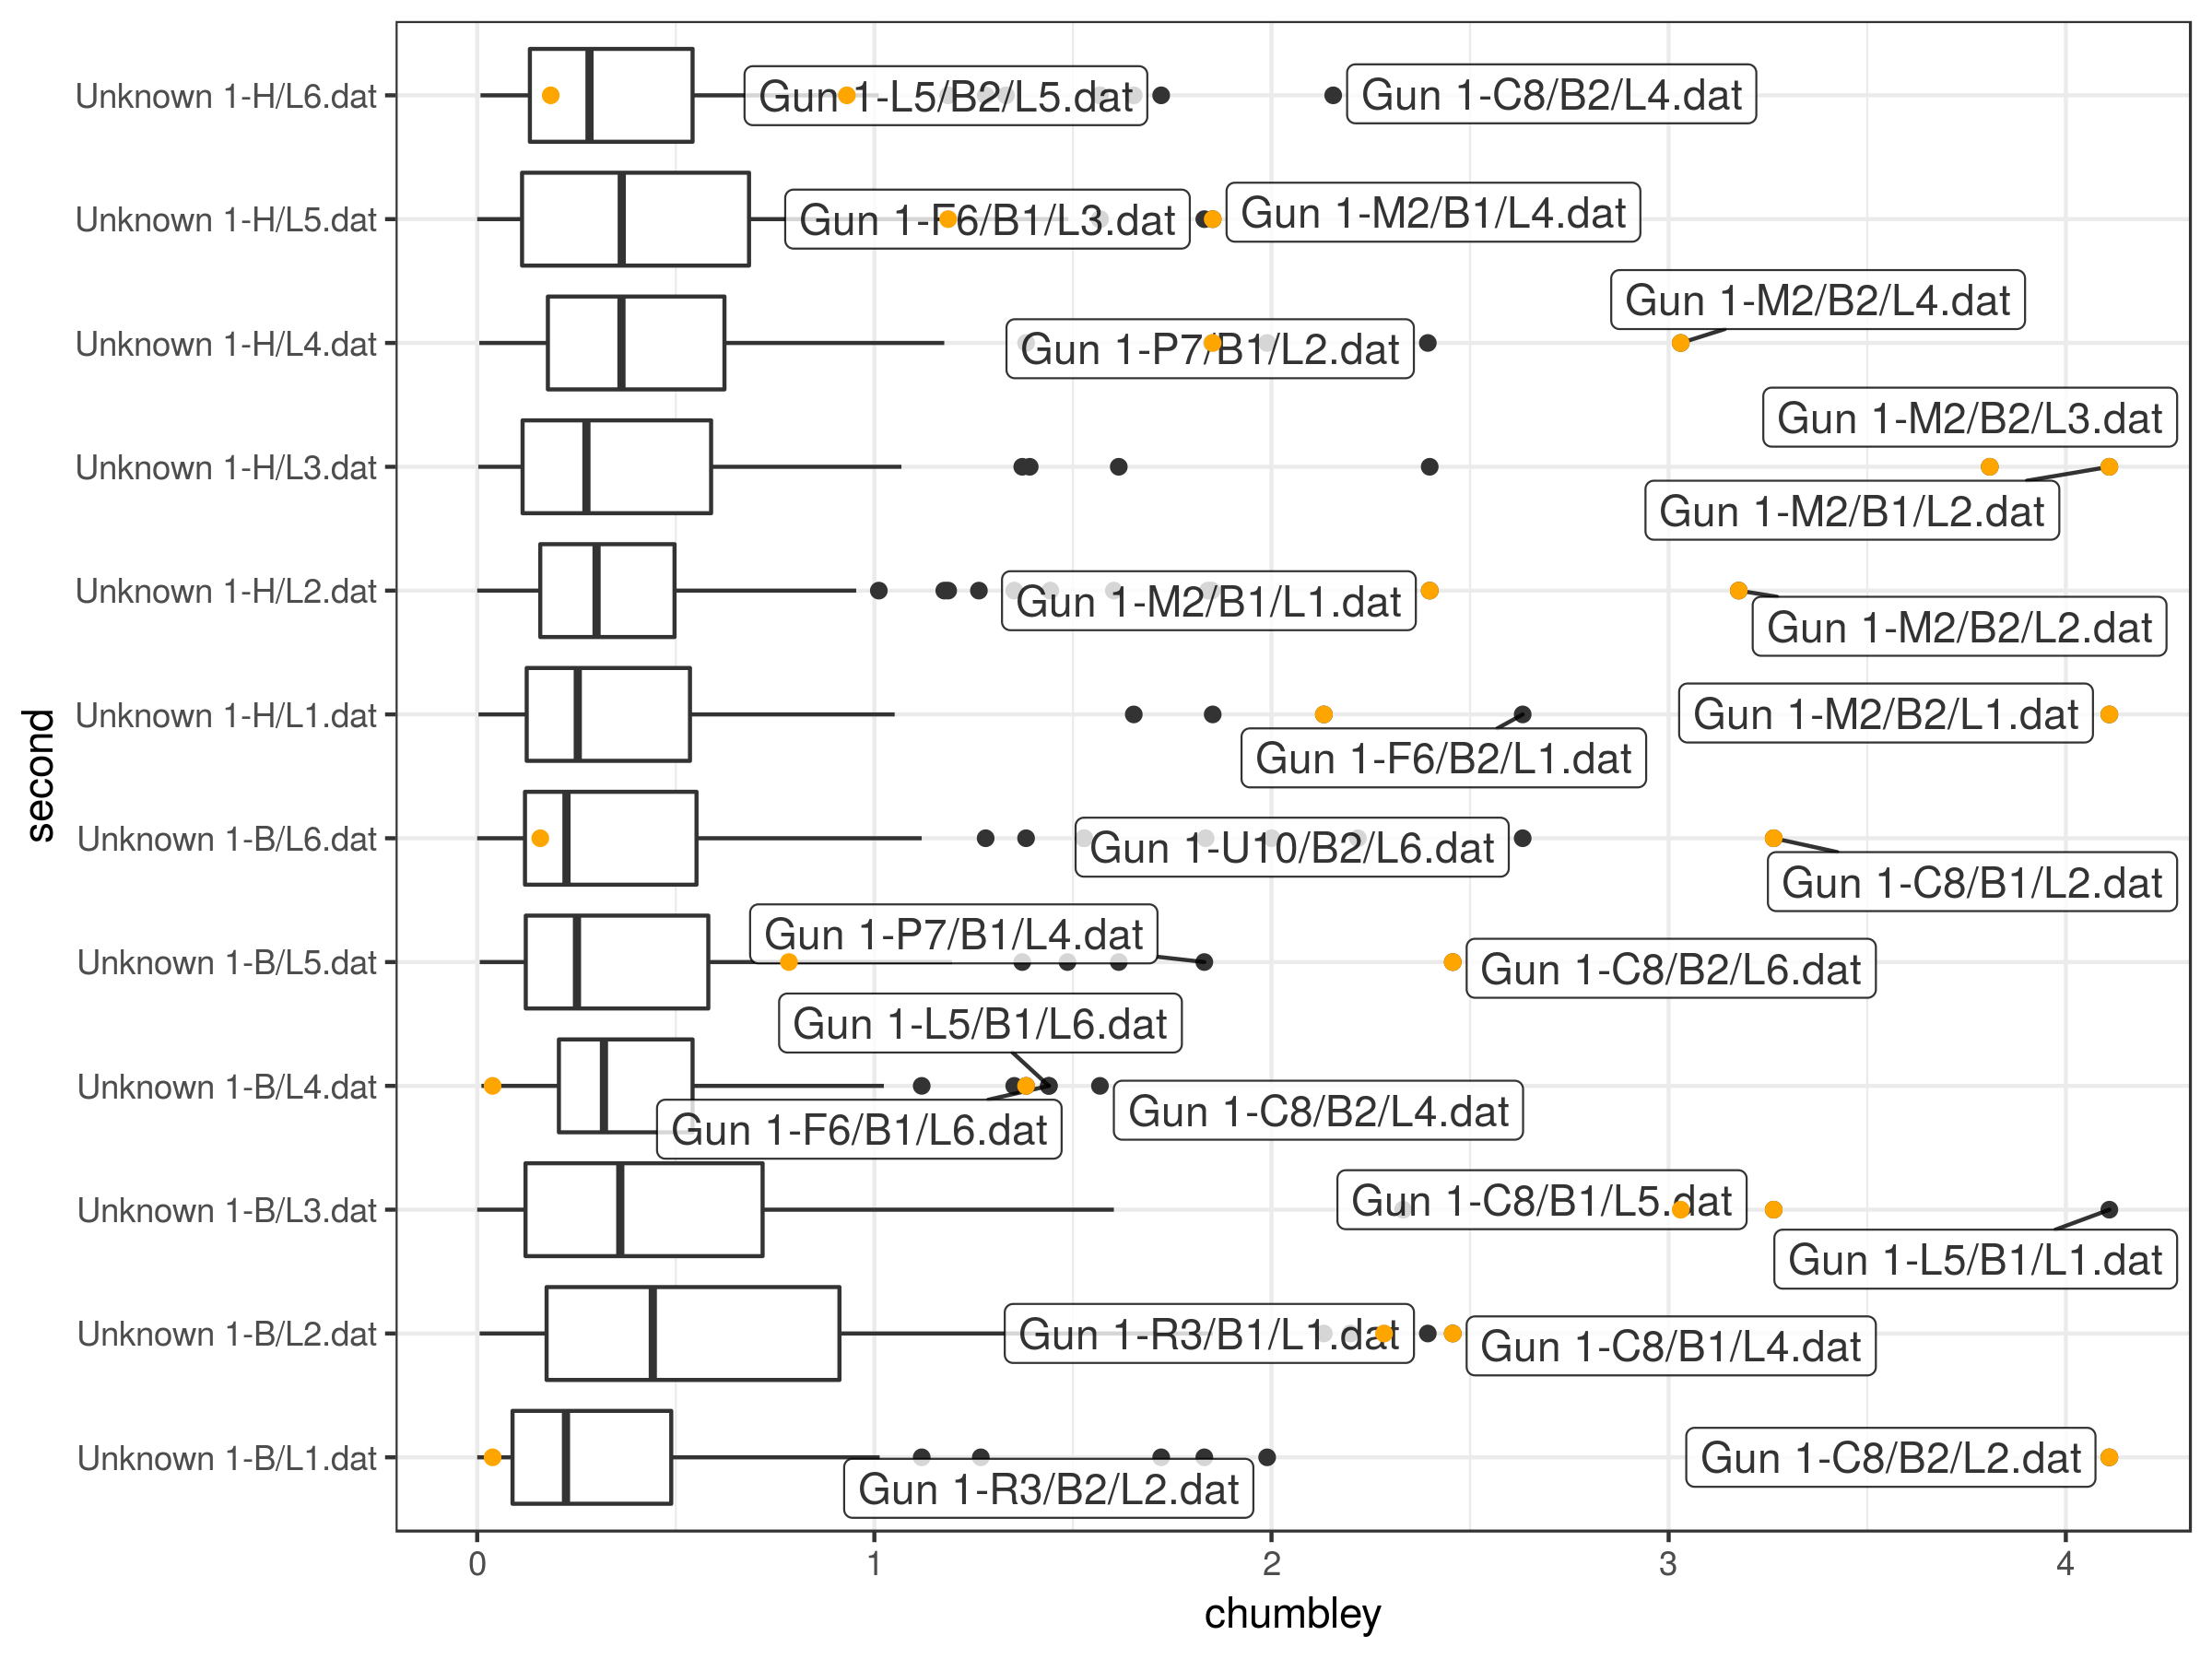 Unknown 1-H/L6.dat
Gun 1-L5/B2/L5.dat
Gun 1-C8/B2/L4.dat
Unknown 1-H/L5.dat
Gun 1-F6/B1/L3.dat
Gun 1-M2/B1/L4.dat
Gun 1-M2/B2/L4.dat
Unknown 1-H/L4.dat
Gun 1-P7/B1/L2.dat
Gun 1-M2/B2/L3.dat
Unknown 1-H/L3.dat
Gun 1-M2/B1/L2.dat
Unknown 1-H/L2.dat
Gun 1-M2/B1/L1.dat
Gun 1-M2/B2/L2.dat
Unknown 1-H/L1.dat
Gun 1-M2/B2/L1.dat
Gun 1-F6/B2/L1.dat
Unknown 1-B/L6.dat
Gun 1-U10/B2/L6.dat
Gun 1-C8/B1/L2.dat
Gun 1-P7/B1/L4.dat
Unknown 1-B/L5.dat
Gun 1-C8/B2/L6.dat
Gun 1-L5/B1/L6.dat
Unknown 1-B/L4.dat
Gun 1-C8/B2/L4.dat
Gun 1-F6/B1/L6.dat
Gun 1-C8/B1/L5.dat
Unknown 1-B/L3.dat
Gun 1-L5/B1/L1.dat
Unknown 1-B/L2.dat
Gun 1-R3/B1/L1.dat
Gun 1-C8/B1/L4.dat
Unknown 1-B/L1.dat
Gun 1-C8/B2/L2.dat
Gun 1-R3/B2/L2.dat
second
0 1 2 3 4
chumbley